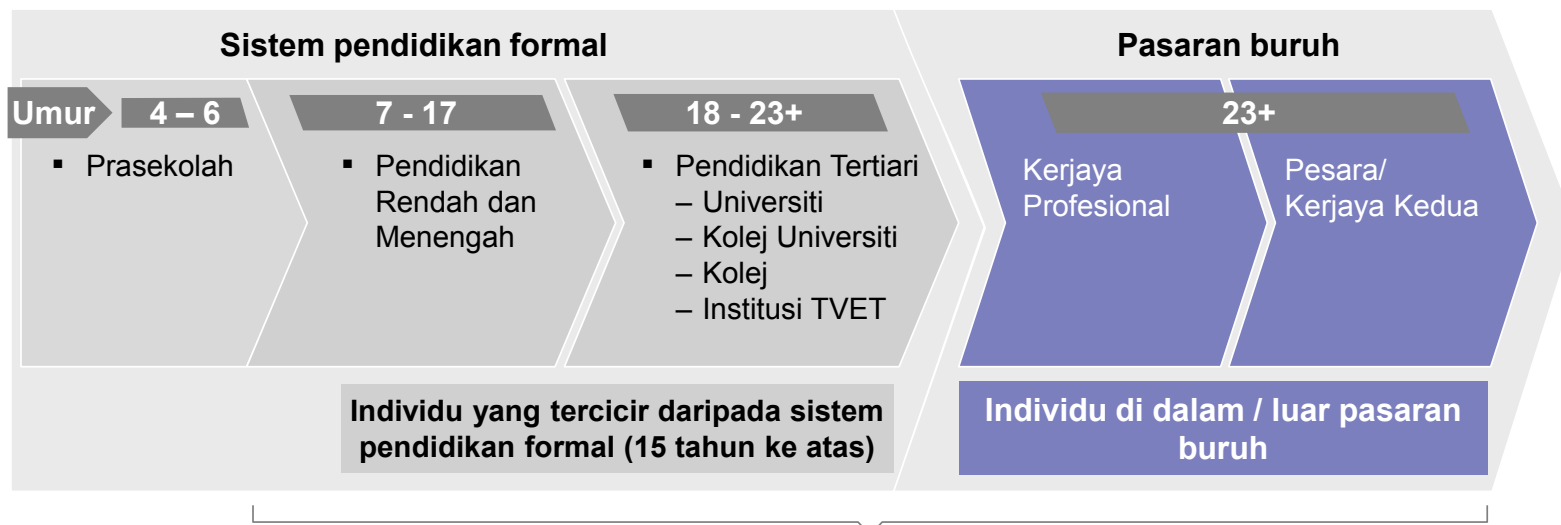 Sistem pendidikan formal
Pasaran buruh
Umur
4 – 6
7 - 17
18 - 23+
23+
▪ Prasekolah
▪ Pendidikan
Rendah dan
Menengah
▪ Pendidikan Tertiari
– Universiti
– Kolej Universiti
– Kolej
– Institusi TVET
Kerjaya
Profesional
Pesara/
Kerjaya Kedua
Individu yang tercicir daripada sistem
pendidikan formal (15 tahun ke atas)
Individu di dalam / luar pasaran
buruh